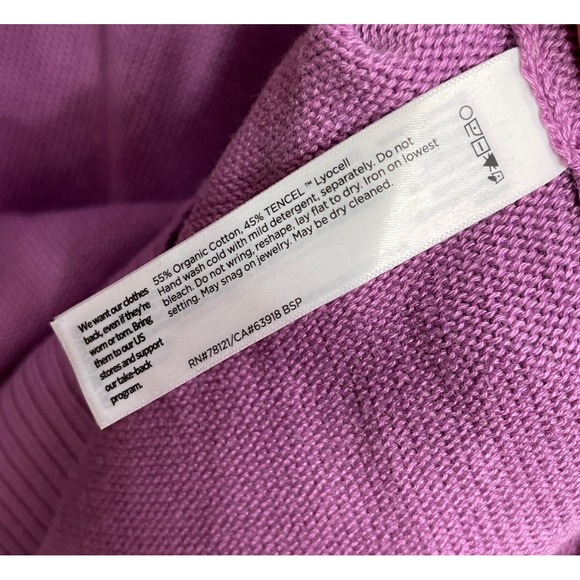 55% Organic Cotton, 45% TENCEL ™ Lyocell
Hand wash cold with mild detergent, separately. Do not
bleach. Do not wring, reshape, lay flat to dry. Iron on lowest
setting. May snag on jewelry. May be dry cleaned.
RN#78121/CA#63918 BSP
We want our clothes
back, even if they're
worn or torn. Bring
them to our US
stores and support
our take-back
program.